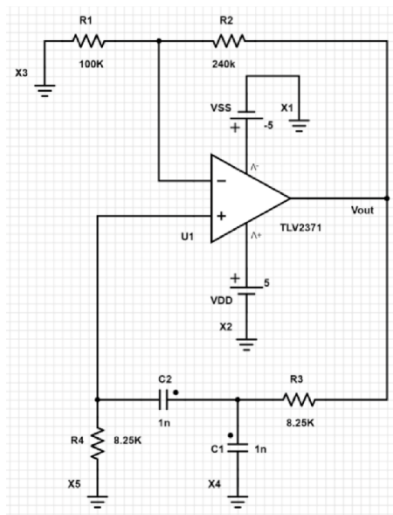 R1
R2
X3
100K
240k
VSS
X1
+
-5
V-
−
+
U1
TLV2371
Vout
V+
+
5
VDD
X2
C2
R3
1n
8.25K
R4
8.25K
C1
1n
X5
X4